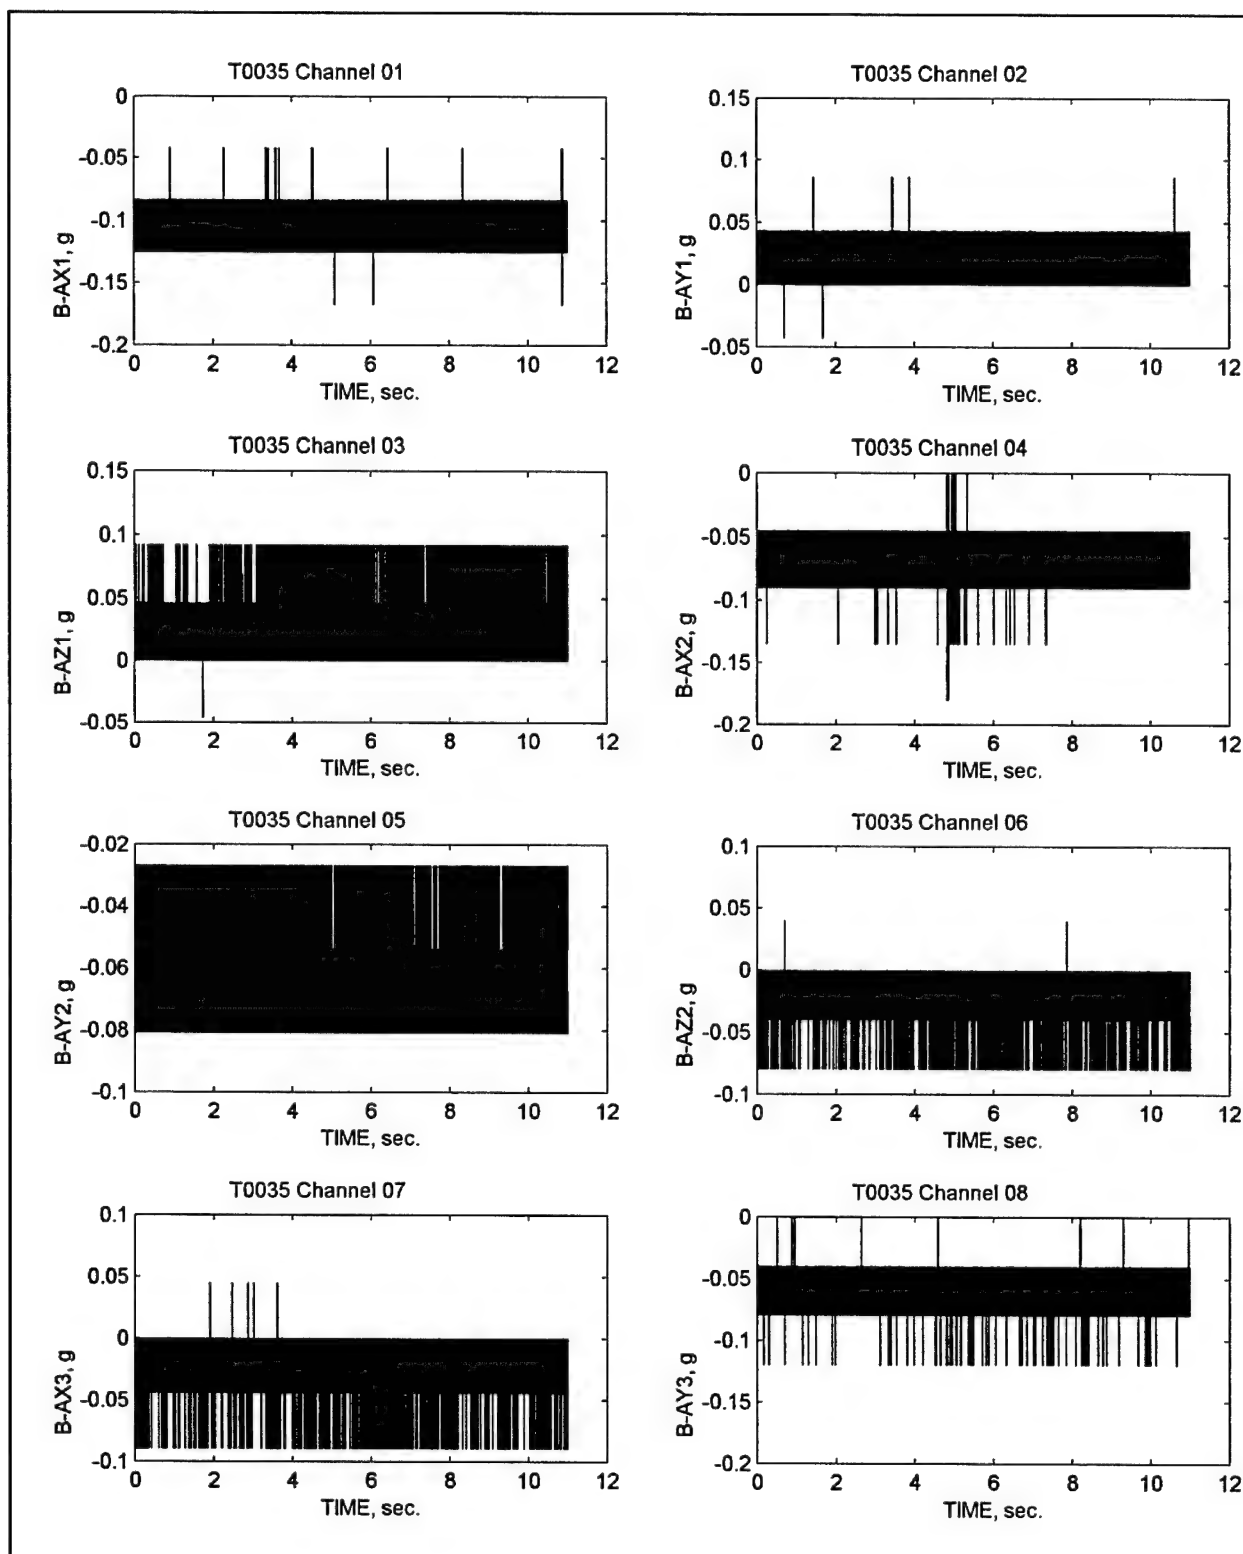 T0035 Channel 01
0
-0.05
-0.1
-0.15
-0.2
B-AX1, g
0 2 4 6 8 10 12
TIME, sec.
T0035 Channel 02
0.15
0.1
0.05
0
-0.05
B-AY1, g
0 2 4 6 8 10 12
TIME, sec.
T0035 Channel 03
0.15
0.1
0.05
0
-0.05
B-AZ1, g
0 2 4 6 8 10 12
TIME, sec.
T0035 Channel 04
0
-0.05
-0.1
-0.15
-0.2
B-AX2, g
0 2 4 6 8 10 12
TIME, sec.
T0035 Channel 05
-0.02
-0.04
-0.06
-0.08
-0.1
B-AY2, g
0 2 4 6 8 10 12
TIME, sec.
T0035 Channel 06
0.1
0.05
0
-0.05
-0.1
B-AZ2, g
0 2 4 6 8 10 12
TIME, sec.
T0035 Channel 07
0.1
0.05
0
-0.05
-0.1
B-AX3, g
0 2 4 6 8 10 12
TIME, sec.
T0035 Channel 08
0
-0.05
-0.1
-0.15
-0.2
B-AY3, g
0 2 4 6 8 10 12
TIME, sec.